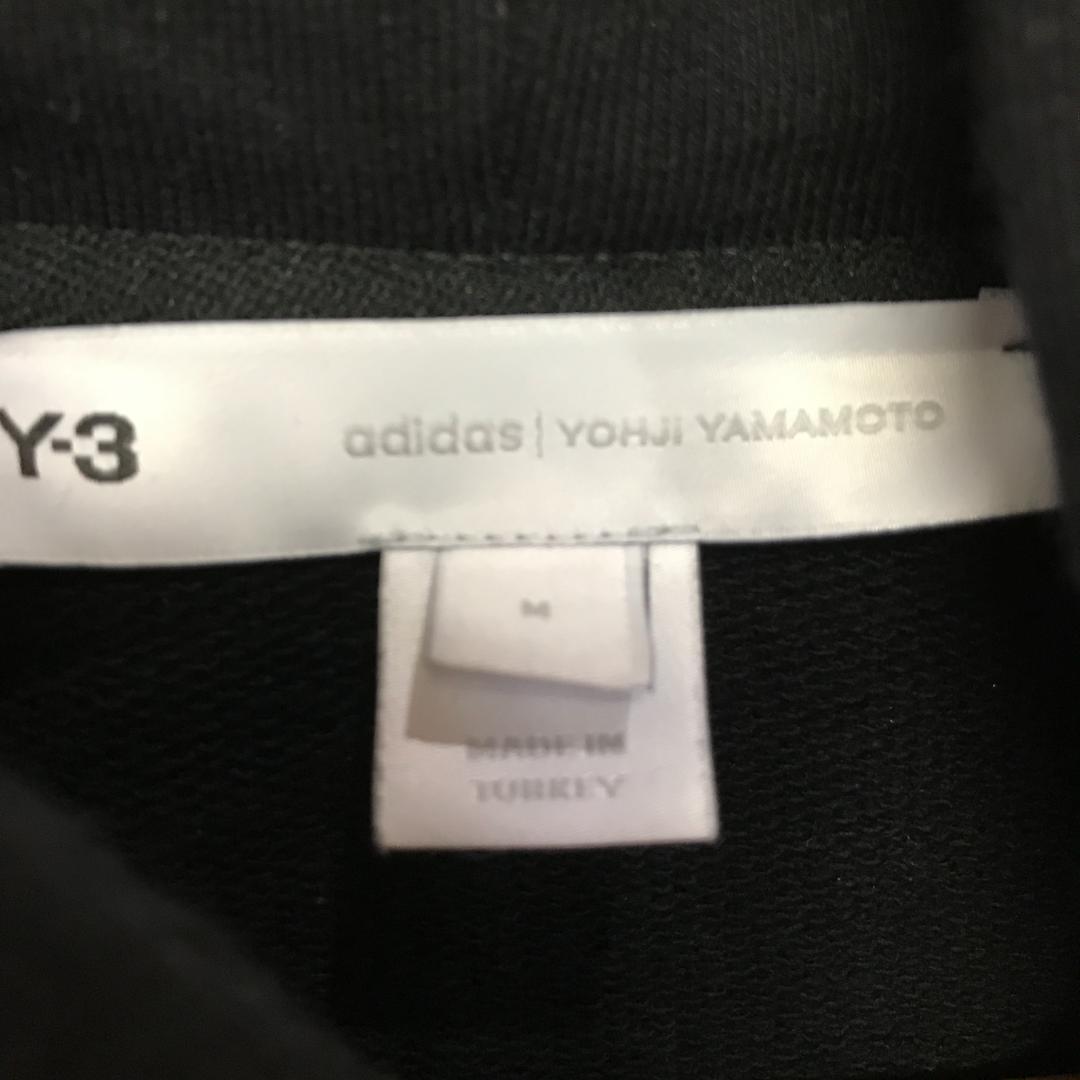 Y-3 adidas | YOHJI YAMAMOTO
M
MADE IN
TURKEY